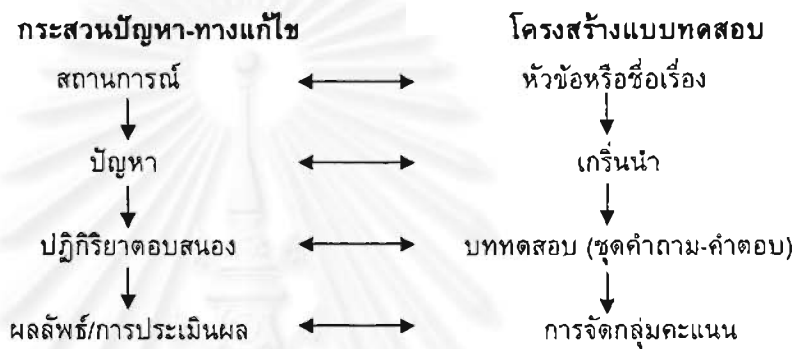 กระสวนปัญหา-ทางแก้ไข โครงสร้างแบบทดสอบ
สถานการณ์ หัวข้อหรือชื่อเรื่อง
ปัญหา เกริ่นนำ
ปฏิกิริยาตอบสนอง บททดสอบ (ชุดคำถาม-คำตอบ)
ผลลัพธ์/การประเมินผล การจัดกลุ่มคะแนน